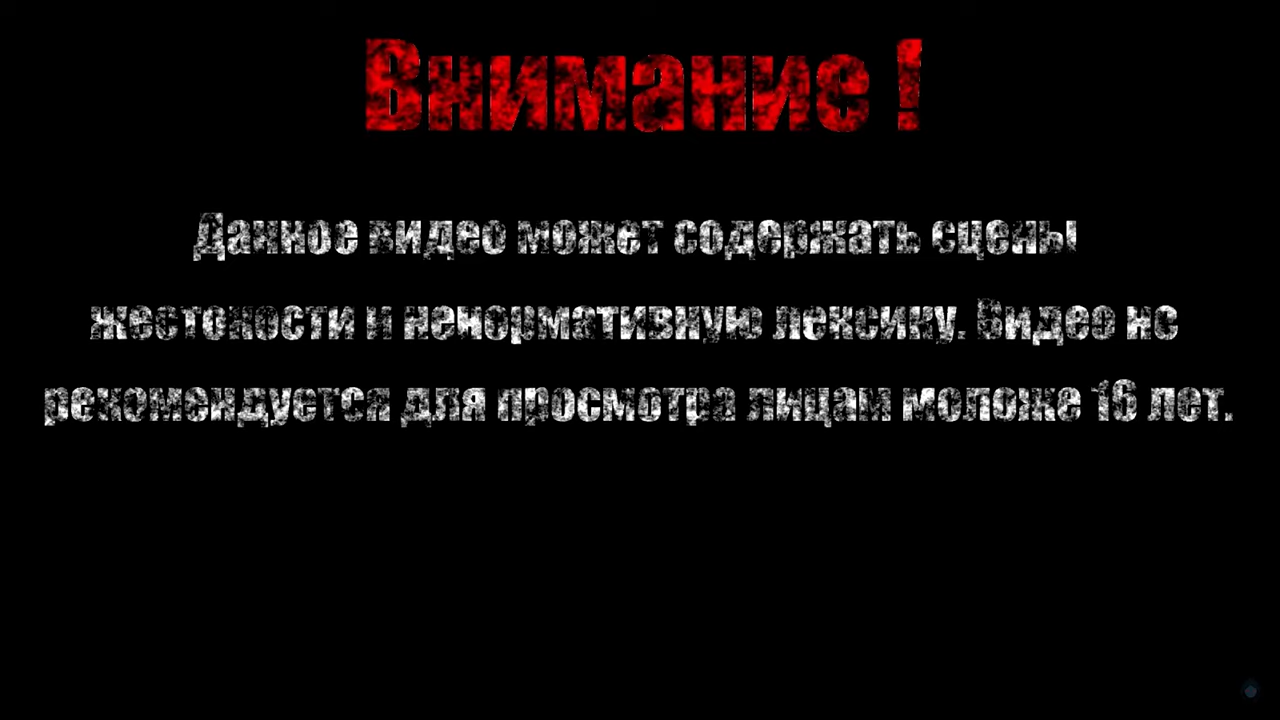 Внимание !
Данное видео может содержать сцены
жестокости и ненормативную лексику. Видео не
рекомендуется для просмотра лицам моложе 16 лет.